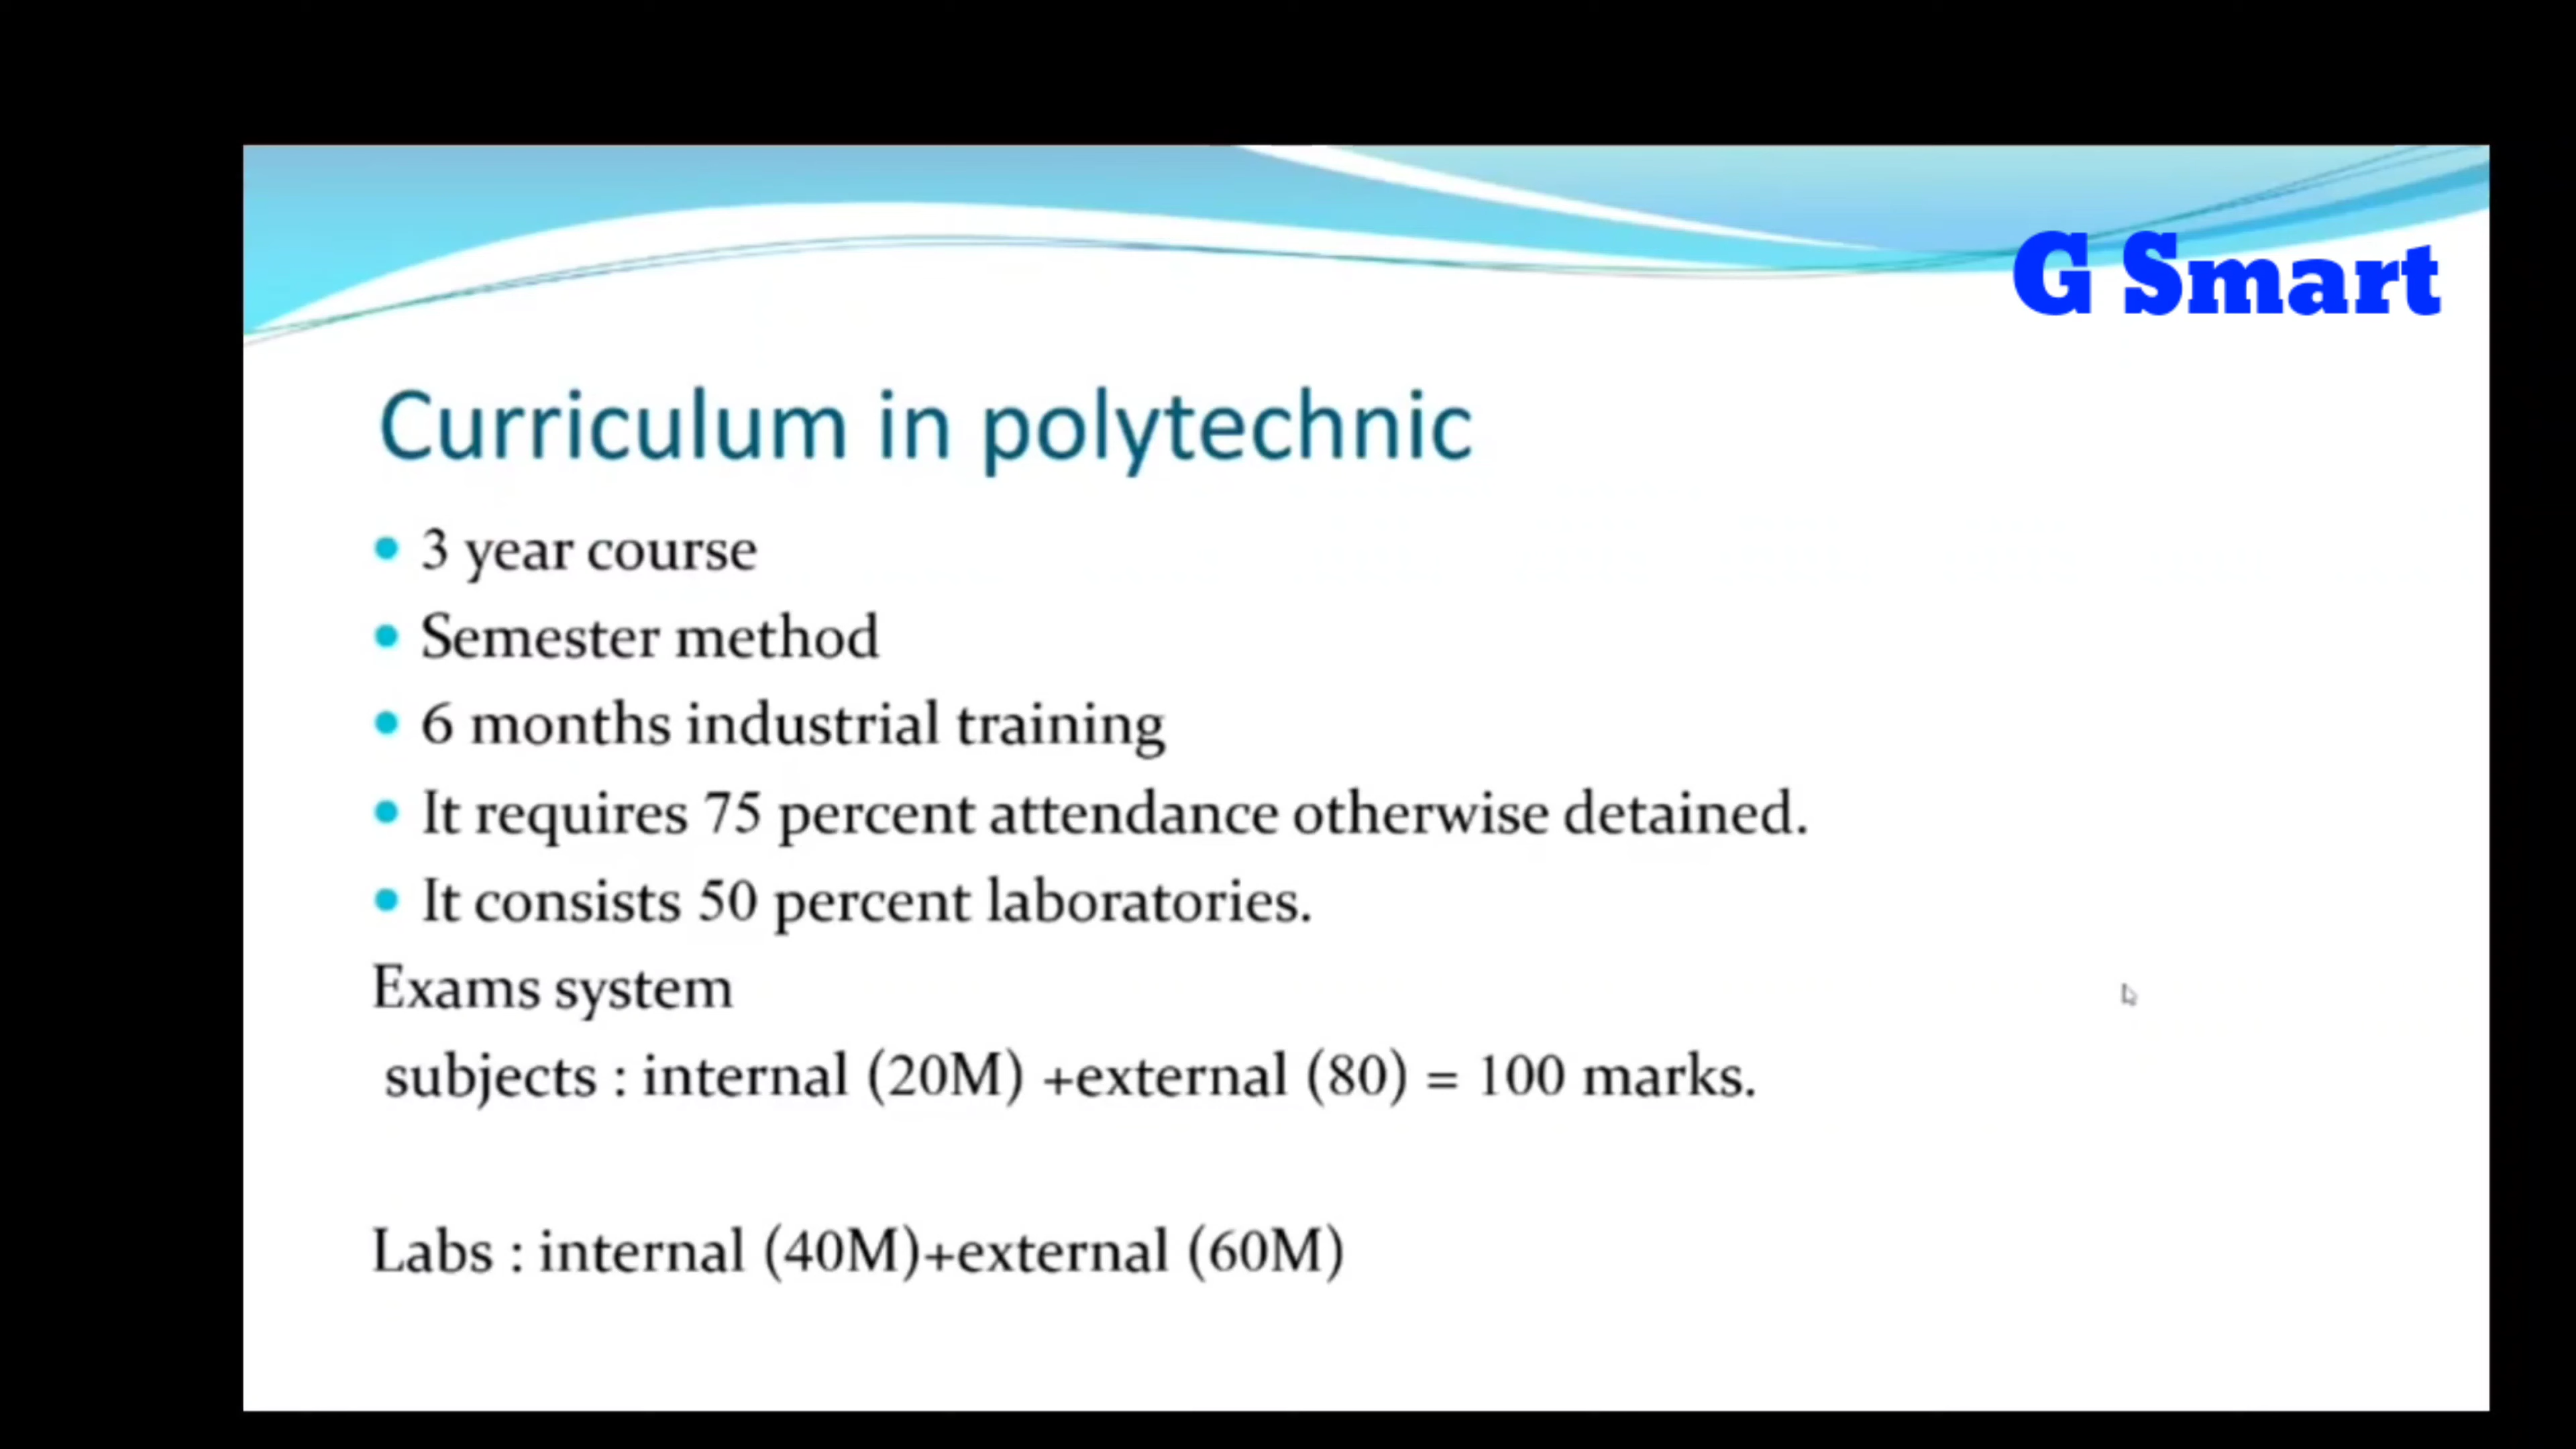 G Smart
Curriculum in polytechnic
• 3 year course
• Semester method
• 6 months industrial training
• It requires 75 percent attendance otherwise detained.
• It consists 50 percent laboratories.
Exams system
subjects : internal (20M) +external (80) = 100 marks.
Labs : internal (40M)+external (60M)